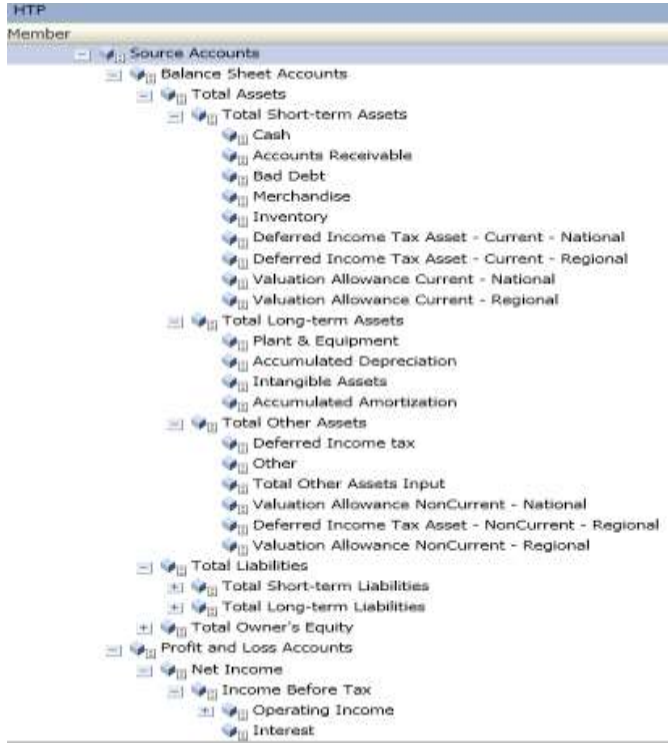 HTP
Member
Source Accounts
Balance Sheet Accounts
Total Assets
Total Short-term Assets
Cash
Accounts Receivable
Bad Debt
Merchandise
Inventory
Deferred Income Tax Asset - Current - National
Deferred Income Tax Asset - Current - Regional
Valuation Allowance Current - National
Valuation Allowance Current - Regional
Total Long-term Assets
Plant & Equipment
Accumulated Depreciation
Intangible Assets
Accumulated Amortization
Total Other Assets
Deferred Income tax
Other
Total Other Assets Input
Valuation Allowance NonCurrent - National
Deferred Income Tax Asset - NonCurrent - Regional
Valuation Allowance NonCurrent - Regional
Total Liabilities
Total Short-term Liabilities
Total Long-term Liabilities
Total Owner's Equity
Profit and Loss Accounts
Net Income
Income Before Tax
Operating Income
Interest